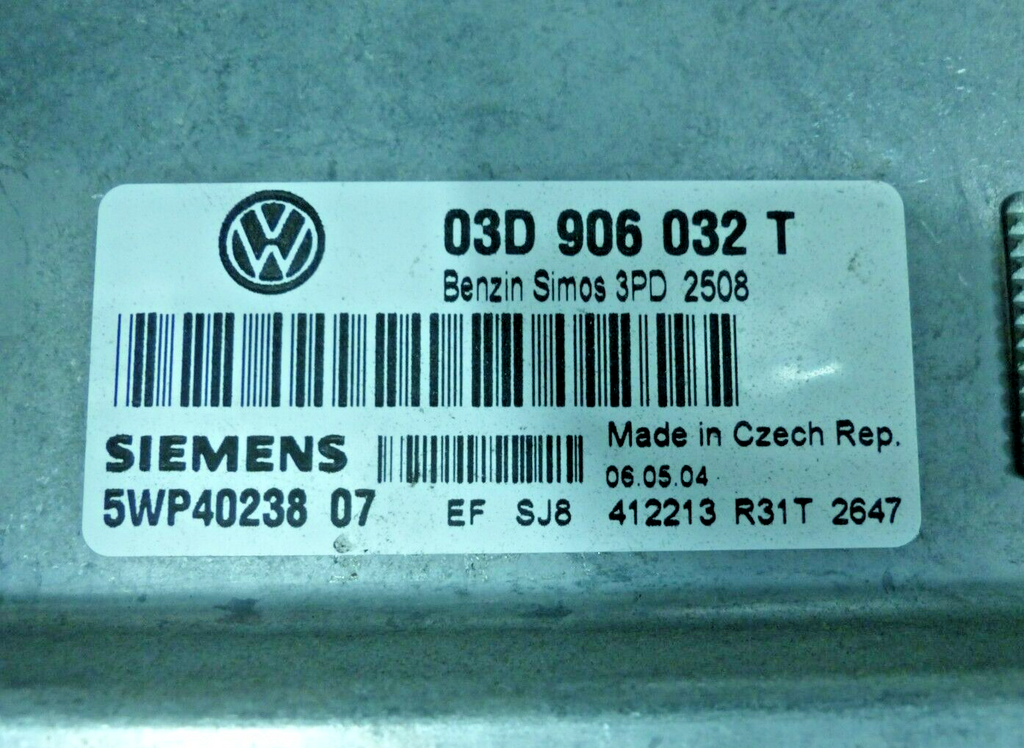 03D 906 032 T
Benzin Simos 3PD 2508
SIEMENS
Made in Czech Rep.
06.05.04
5WP40238 07 EF SJ8 412213 R31T 2647